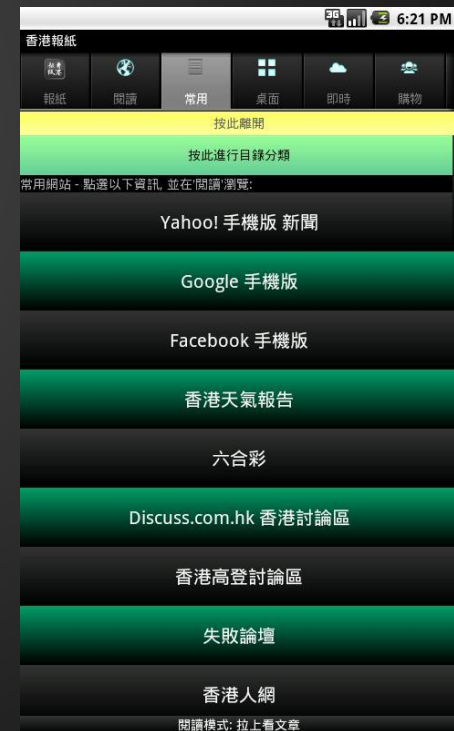 3G 6:21 PM
香港報紙
報紙 閱讀 常用 桌面 即時 購物
按此離開
按此進行目錄分類
常用網站 - 點選以下資訊, 並在'閱讀'瀏覽:
Yahoo! 手機版 新聞
Google 手機版
Facebook 手機版
香港天氣報告
六合彩
Discuss.com.hk 香港討論區
香港高登討論區
失敗論壇
香港人網
閱讀模式: 拉上看文章